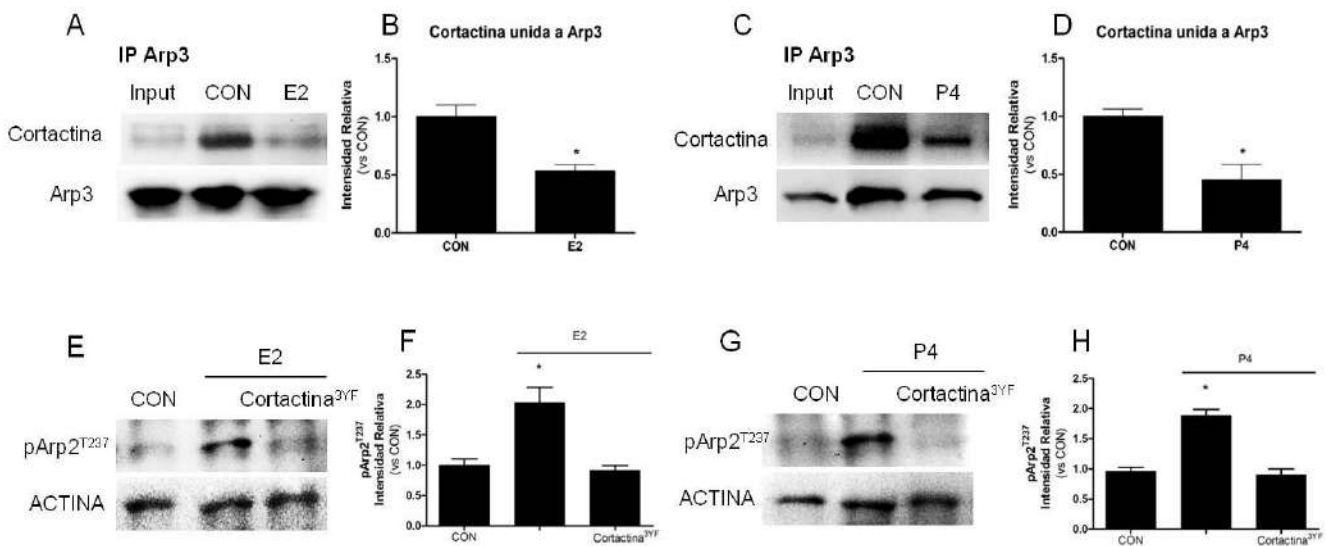 A
IP Arp3
Input CON E2
Cortactina
Arp3
B
Cortactina unida a Arp3
Intensidad Relativa
(vs CON)
1.5
1.0
0.5
0.0
CON E2
*
C
IP Arp3
Input CON P4
Cortactina
Arp3
D
Cortactina unida a Arp3
Intensidad Relativa
(vs CON)
1.5
1.0
0.5
0.0
CON P4
*
E
E2
CON Cortactina3YF
pArp2T237
ACTINA
F
E2
pArp2T237
Intensidad Relativa
(vs CON)
2.5
2.0
1.5
1.0
0.5
0.0
*
CON Cortactina3YF
G
P4
CON Cortactina3YF
pArp2T237
ACTINA
H
P4
pArp2T237
Intensidad Relativa
(vs CON)
2.5
2.0
1.5
1.0
0.5
0.0
*
CON Cortactina3YF